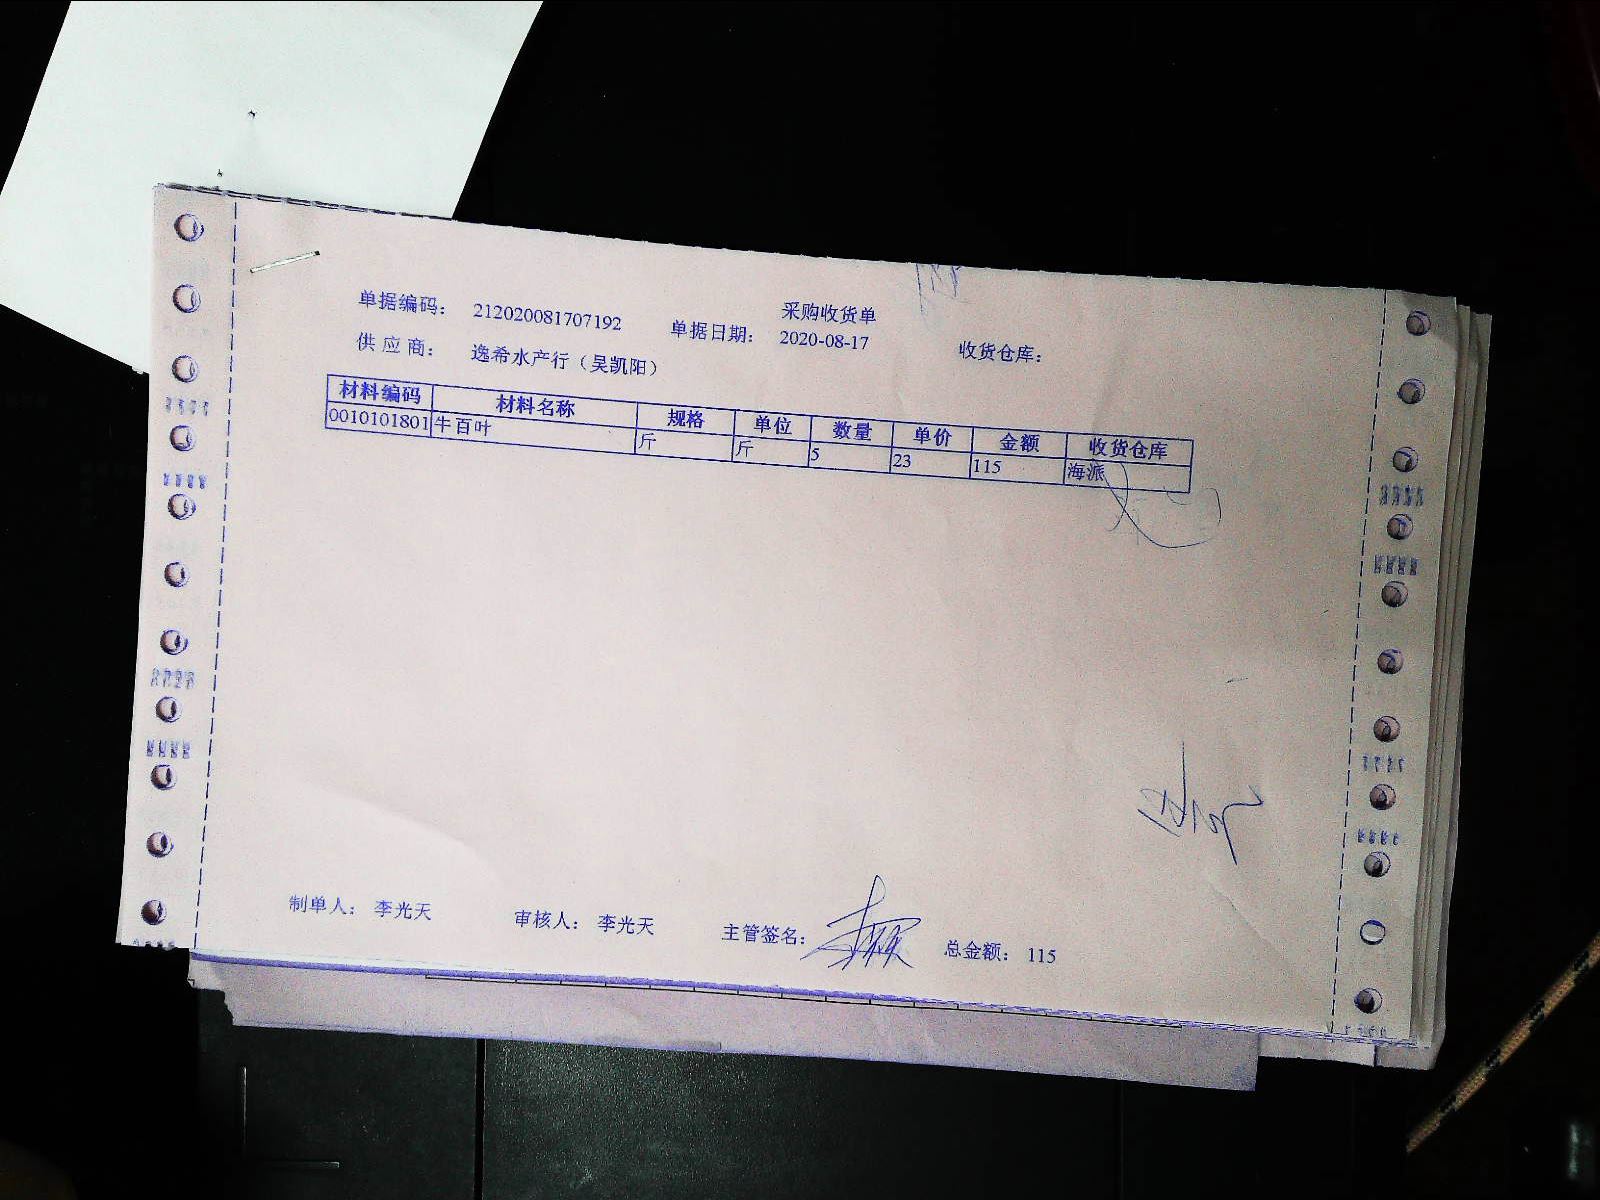 采购收货单
单据编码： 212020081707192 单据日期： 2020-08-17 收货仓库：
供 应 商： 逸希水产行（吴凯阳）
材料编码 材料名称 规格 单位 数量 单价 金额 收货仓库
0010101801 牛百叶 斤 斤 5 23 115 海派
制单人： 李光天 审核人： 李光天 主管签名： 总金额： 115